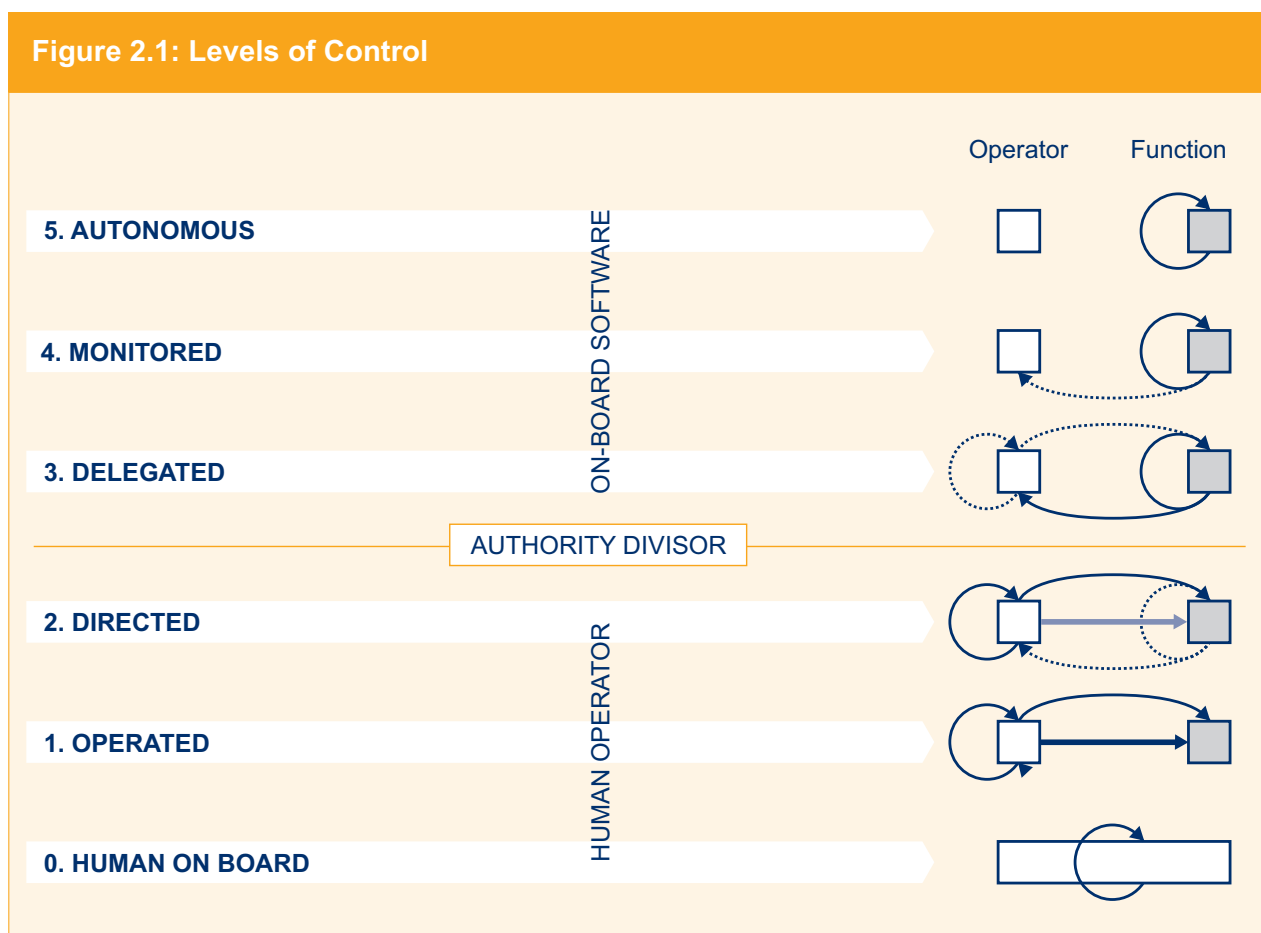 Figure 2.1: Levels of Control
Operator
Function
5. AUTONOMOUS
4. MONITORED
3. DELEGATED
ON-BOARD SOFTWARE
AUTHORITY DIVISOR
2. DIRECTED
1. OPERATED
0. HUMAN ON BOARD
HUMAN OPERATOR